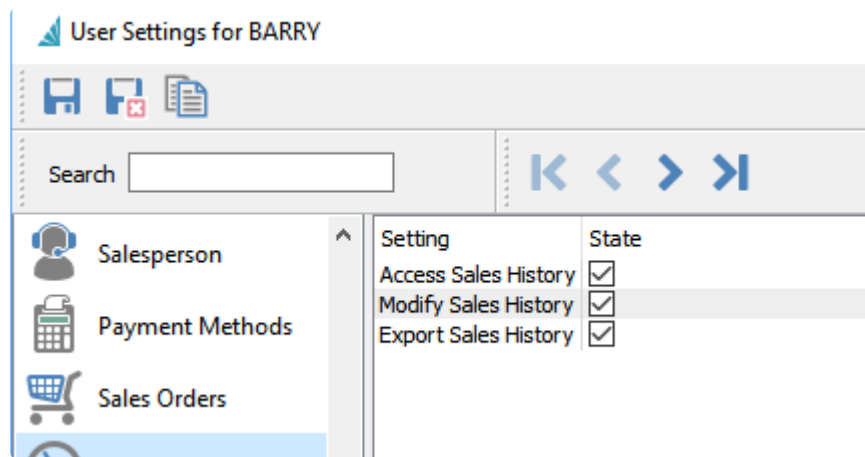 User Settings for BARRY
Search
Salesperson
Payment Methods
Sales Orders
Setting State
Access Sales History
Modify Sales History
Export Sales History